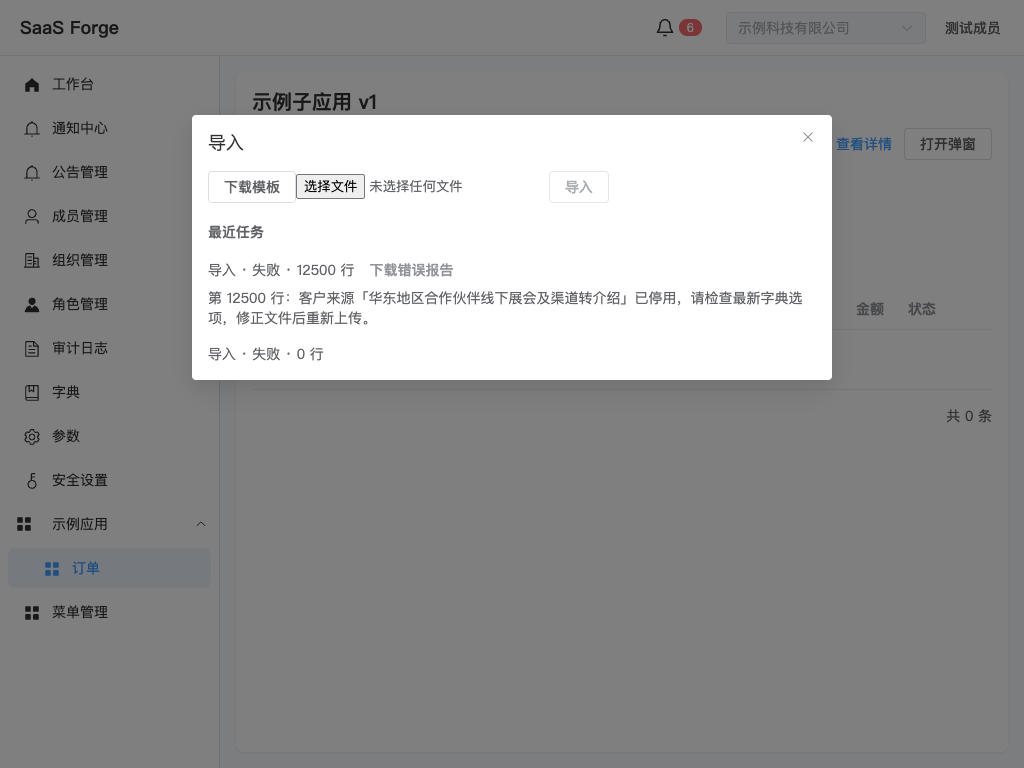 SaaS Forge
6
示例科技有限公司
测试成员
工作台
通知中心
公告管理
成员管理
组织管理
角色管理
审计日志
字典
参数
安全设置
示例应用
订单
菜单管理
示例子应用 v1
查看详情
打开弹窗
金额 状态
共 0 条
导入
下载模板
选择文件 未选择任何文件
导入
最近任务
导入 · 失败 · 12500 行 下载错误报告
第 12500 行：客户来源「华东地区合作伙伴线下展会及渠道转介绍」已停用，请检查最新字典选
项，修正文件后重新上传。
导入 · 失败 · 0 行